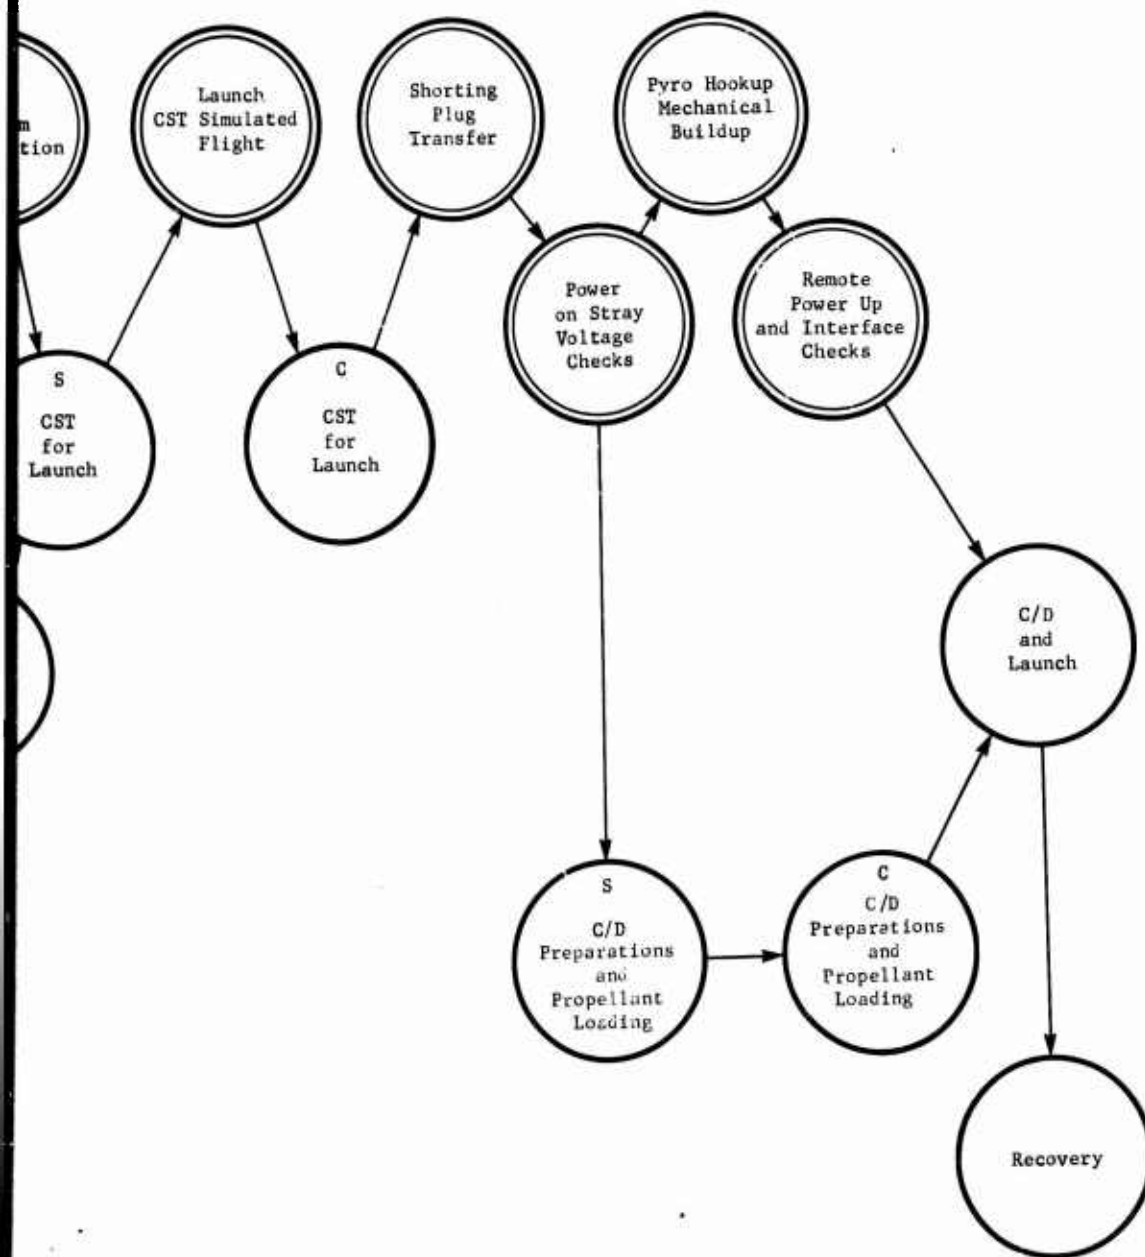 tion
Launch
CST Simulated
Flight
Shorting
Plug
Transfer
Pyro Hookup
Mechanical
Buildup
Power
on Stray
Voltage
Checks
Remote
Power Up
and Interface
Checks
S
CST
for
Launch
C
CST
for
Launch
C/D
and
Launch
S
C/D
Preparations
and
Propellant
Loading
C
C/D
Preparations
and
Propellant
Loading
Recovery